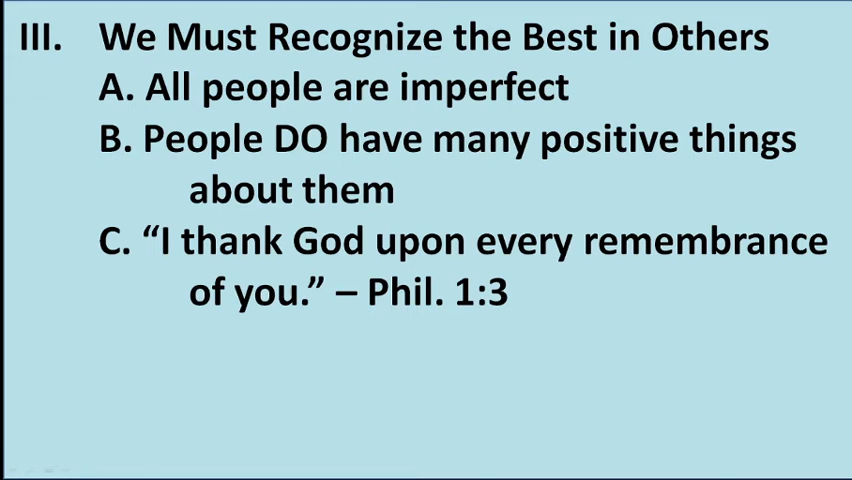 III. We Must Recognize the Best in Others
A. All people are imperfect
B. People DO have many positive things
about them
C. “I thank God upon every remembrance
of you.” – Phil. 1:3